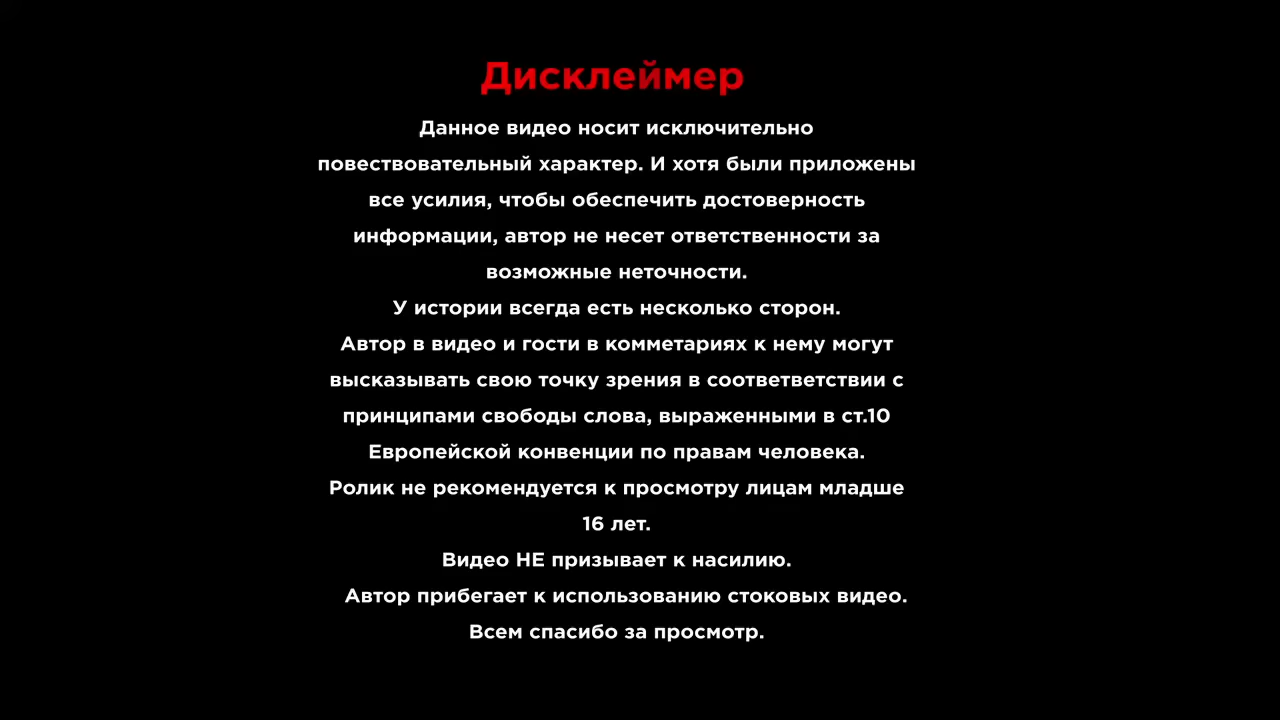 Дисклеймер
Данное видео носит исключительно
повествовательный характер. И хотя были приложены
все усилия, чтобы обеспечить достоверность
информации, автор не несет ответственности за
возможные неточности.
У истории всегда есть несколько сторон.
Автор в видео и гости в комметариях к нему могут
высказывать свою точку зрения в соответветствии с
принципами свободы слова, выраженными в ст.10
Европейской конвенции по правам человека.
Ролик не рекомендуется к просмотру лицам младше
16 лет.
Видео НЕ призывает к насилию.
Автор прибегает к использованию стоковых видео.
Всем спасибо за просмотр.